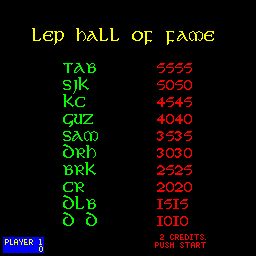 LEP HALL OF FAME
TAB 5555
SJK 5050
KC 4545
GUZ 4040
SAM 3535
DRH 3030
BRK 2525
CR 2020
DLB 1515
D D 1010
PLAYER 1
0
2 CREDITS
PUSH START